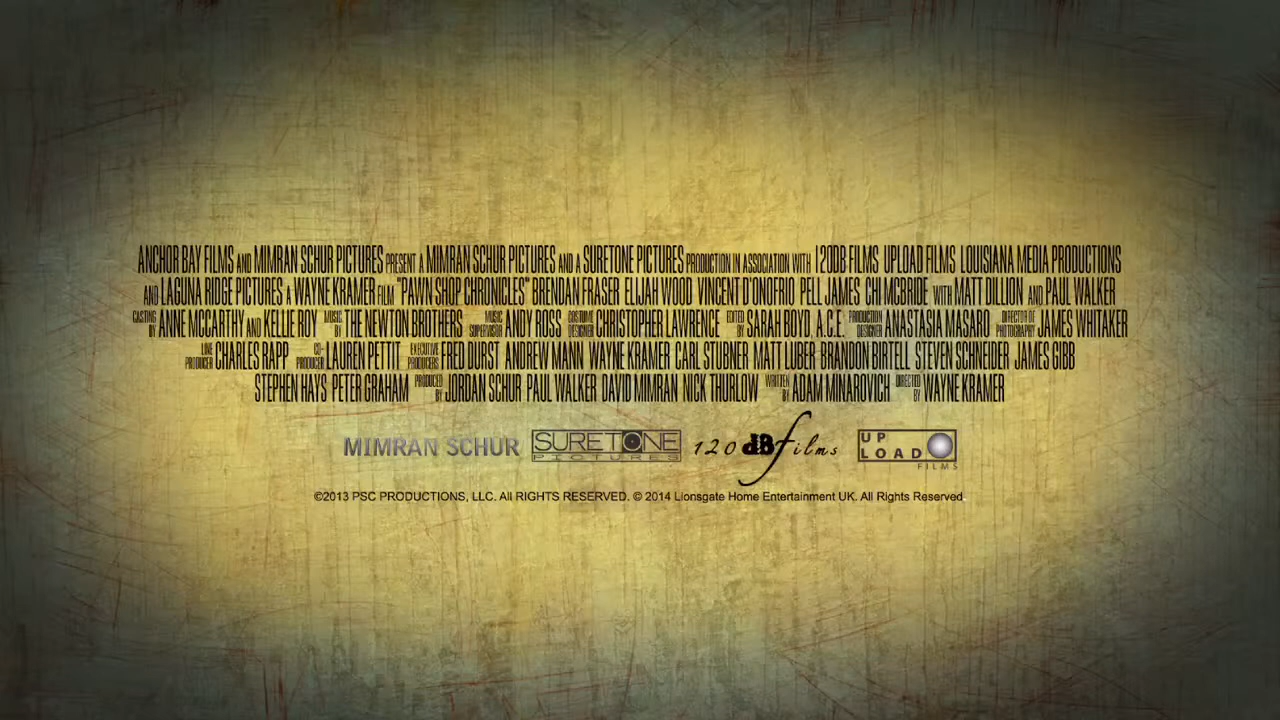 ANCHOR BAY FILMS AND MIMRAN SCHUR PICTURES PRESENT A MIMRAN SCHUR PICTURES AND A SURETONE PICTURES PRODUCTION IN ASSOCIATION WITH 120DB FILMS UPLOAD FILMS LOUISIANA MEDIA PRODUCTIONS
AND LAGUNA RIDGE PICTURES A WAYNE KRAMER FILM "PAWN SHOP CHRONICLES" BRENDAN FRASER ELIJAH WOOD VINCENT D'ONOFRIO PELL JAMES CHI MCBRIDE WITH MATT DILLION AND PAUL WALKER
CASTING BY ANNE MCCARTHY AND KELLIE ROY MUSIC BY THE NEWTON BROTHERS MUSIC SUPERVISOR ANDY ROSS COSTUME DESIGNER CHRISTOPHER LAWRENCE EDITED BY SARAH BOYD, A.C.E. PRODUCTION DESIGNER ANASTASIA MASARO DIRECTOR OF PHOTOGRAPHY JAMES WHITAKER
LINE PRODUCER CHARLES RAPP CO-PRODUCER LAUREN PETTIT EXECUTIVE PRODUCERS FRED DURST ANDREW MANN WAYNE KRAMER CARL STUBNER MATT LUBER BRANDON BIRTELL STEVEN SCHNEIDER JAMES GIBB
STEPHEN HAYS PETER GRAHAM PRODUCED BY JORDAN SCHUR PAUL WALKER DAVID MIMRAN NICK THURLOW WRITTEN BY ADAM MINAROVICH DIRECTED BY WAYNE KRAMER
MIMRAN SCHUR SURETONE PICTURES 120 dB films UPLOAD FILMS
©2013 PSC PRODUCTIONS, LLC. All RIGHTS RESERVED. © 2014 Lionsgate Home Entertainment UK. All Rights Reserved